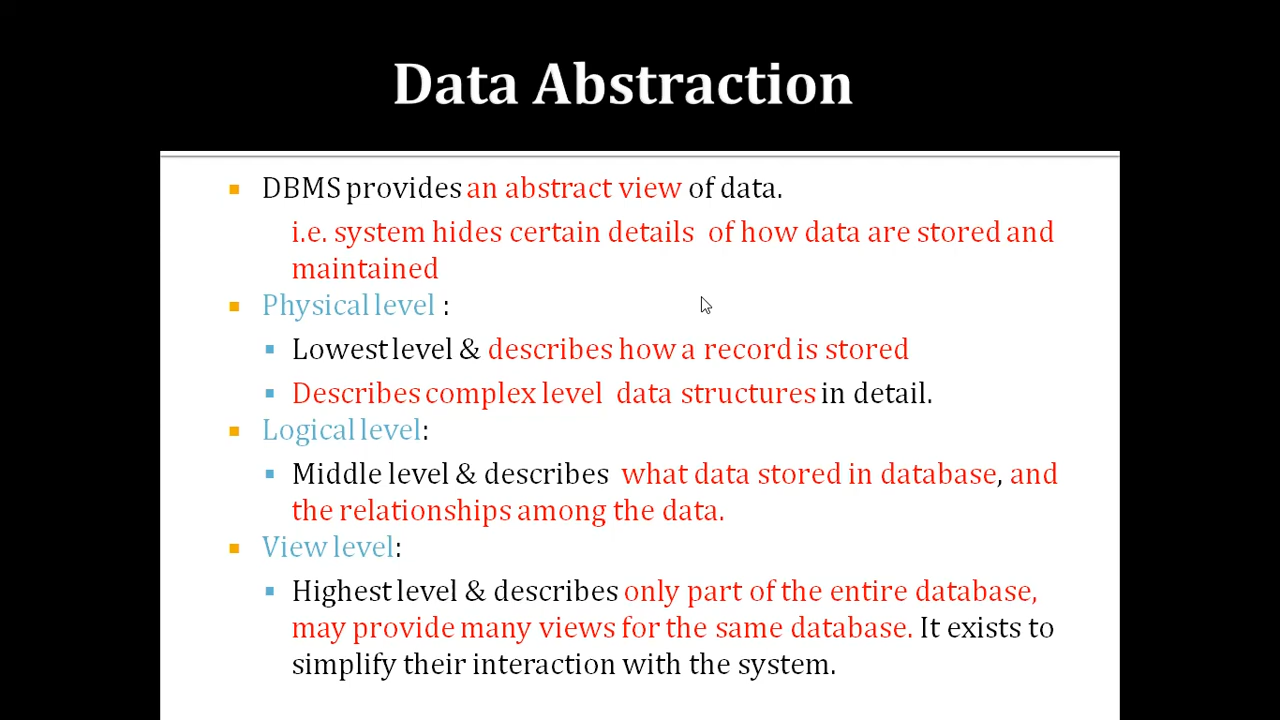 Data Abstraction
DBMS provides an abstract view of data.
i.e. system hides certain details of how data are stored and
maintained
Physical level :
Lowest level & describes how a record is stored
Describes complex level data structures in detail.
Logical level:
Middle level & describes what data stored in database, and
the relationships among the data.
View level:
Highest level & describes only part of the entire database,
may provide many views for the same database. It exists to
simplify their interaction with the system.